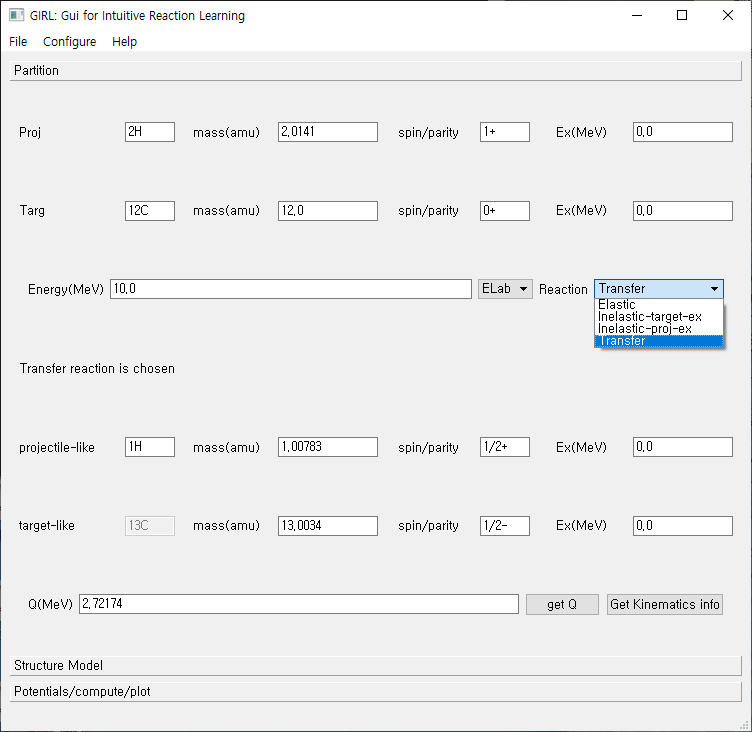 GIRL: Gui for Intuitive Reaction Learning
File Configure Help
Partition
Proj 2H mass(amu) 2.0141 spin/parity 1+ Ex(MeV) 0.0
Targ 12C mass(amu) 12.0 spin/parity 0+ Ex(MeV) 0.0
Energy(MeV) 10.0 ELab Reaction Transfer
Elastic
Inelastic-target-ex
Inelastic-proj-ex
Transfer
Transfer reaction is chosen
projectile-like 1H mass(amu) 1.00783 spin/parity 1/2+ Ex(MeV) 0.0
target-like 13C mass(amu) 13.0034 spin/parity 1/2- Ex(MeV) 0.0
Q(MeV) 2.72174 get Q Get Kinematics info
Structure Model
Potentials/compute/plot